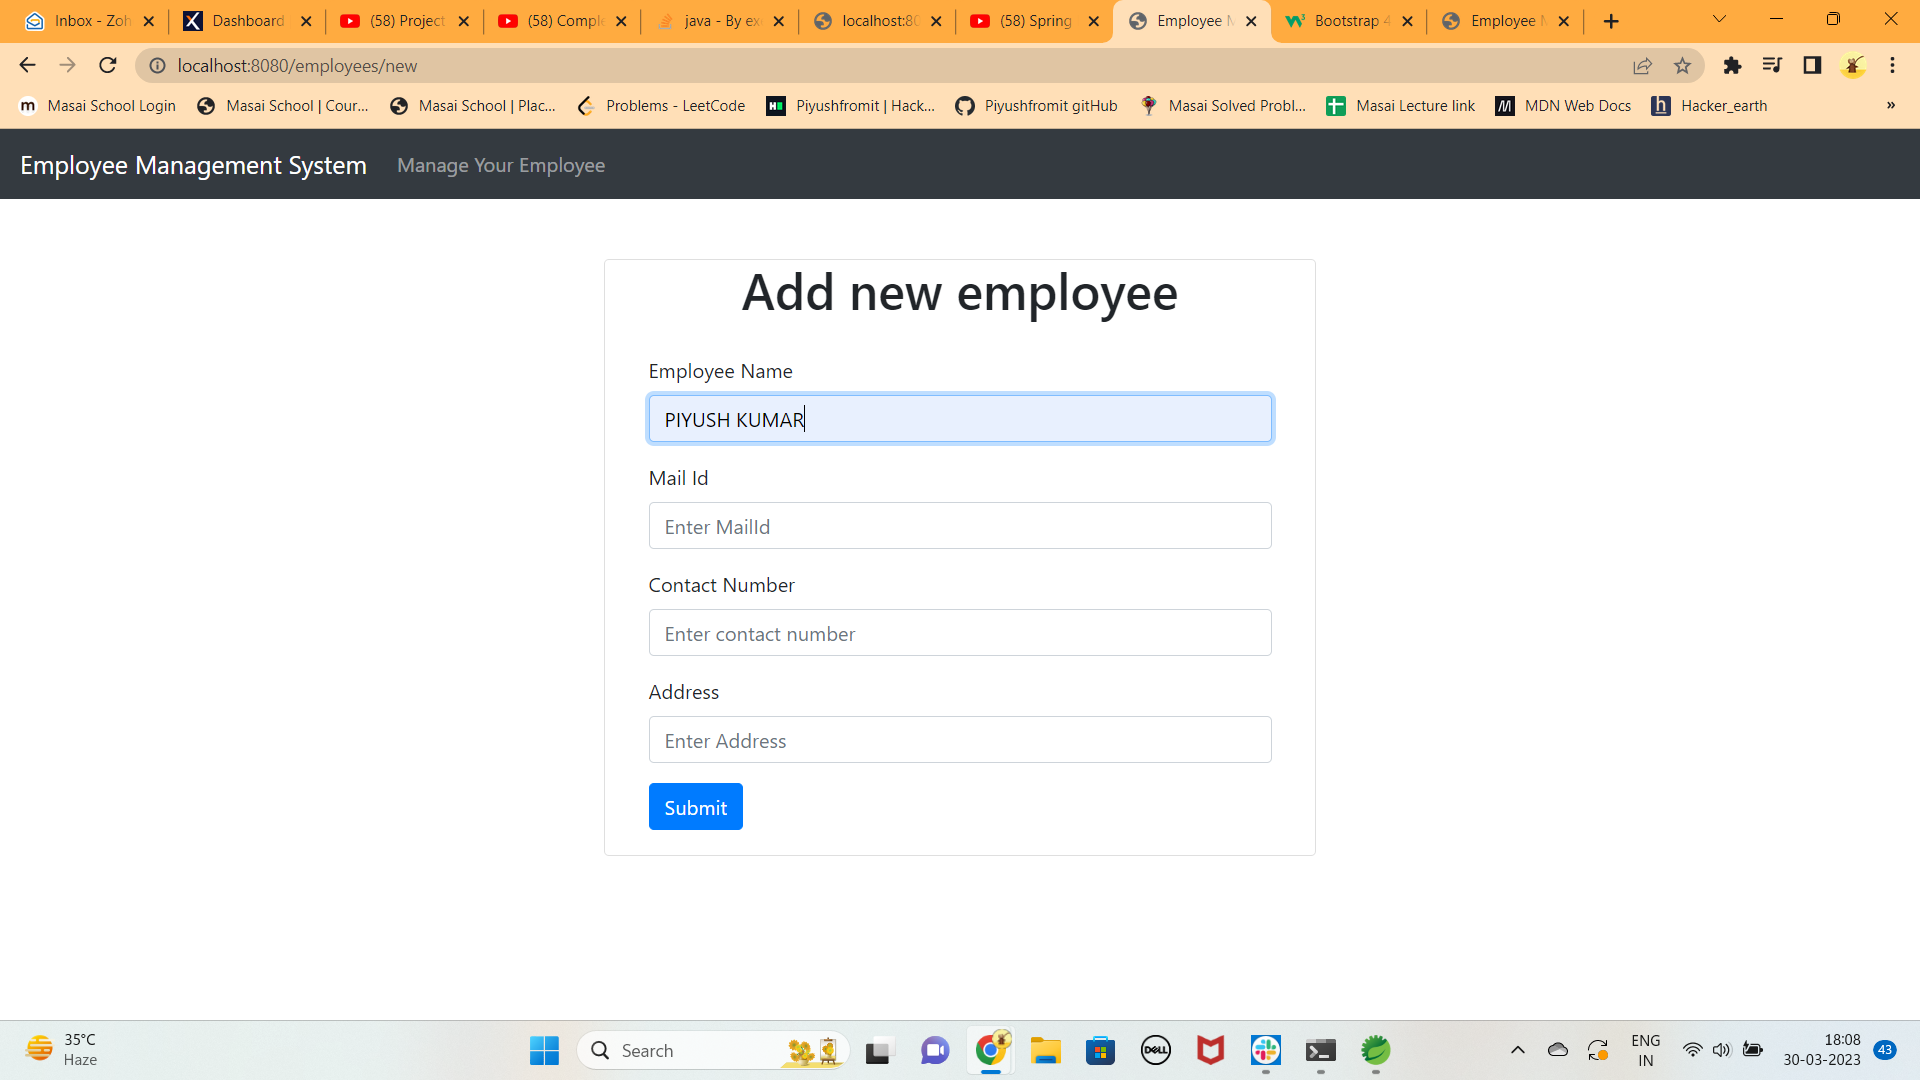 Inbox - Zoh
Dashboard
(58) Project
(58) Comple
java - By ex
localhost:80
(58) Spring
Employee M
Bootstrap 4
Employee M
localhost:8080/employees/new
Masai School Login
Masai School | Cour...
Masai School | Plac...
Problems - LeetCode
Piyushfromit | Hack...
Piyushfromit gitHub
Masai Solved Probl...
Masai Lecture link
MDN Web Docs
Hacker_earth
»
Employee Management System
Manage Your Employee
Add new employee
Employee Name
PIYUSH KUMAR
Mail Id
Enter MailId
Contact Number
Enter contact number
Address
Enter Address
Submit
35°C
Haze
Search
DELL
ENG
IN
18:08
30-03-2023
43